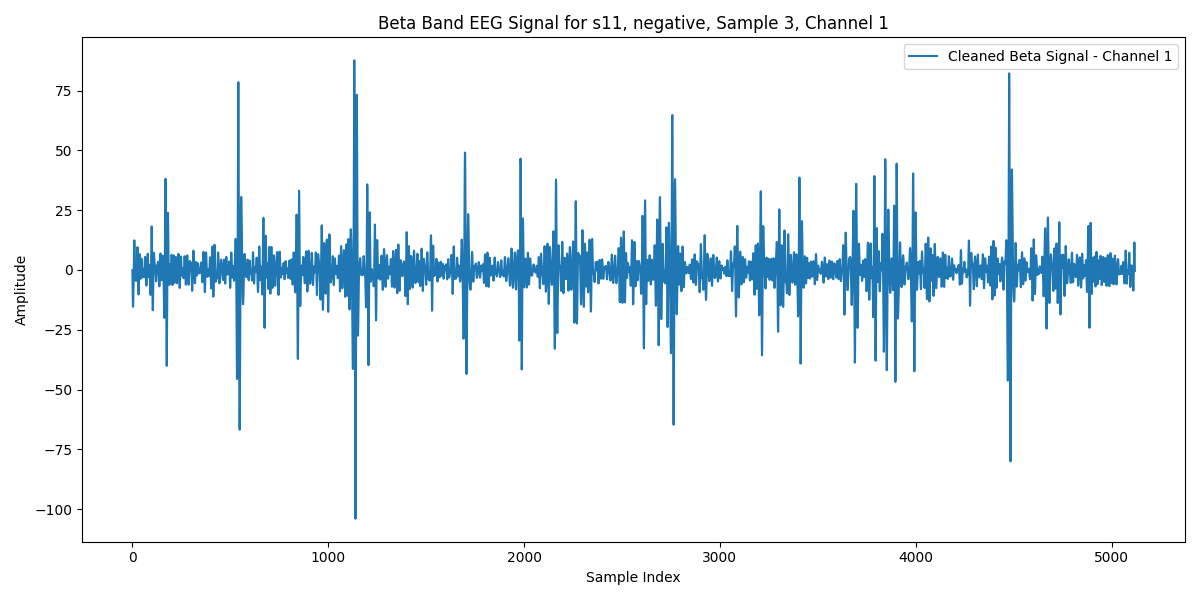 Beta Band EEG Signal for s11, negative, Sample 3, Channel 1
Cleaned Beta Signal - Channel 1
Amplitude
75
50
25
0
−25
−50
−75
−100
0 1000 2000 3000 4000 5000
Sample Index